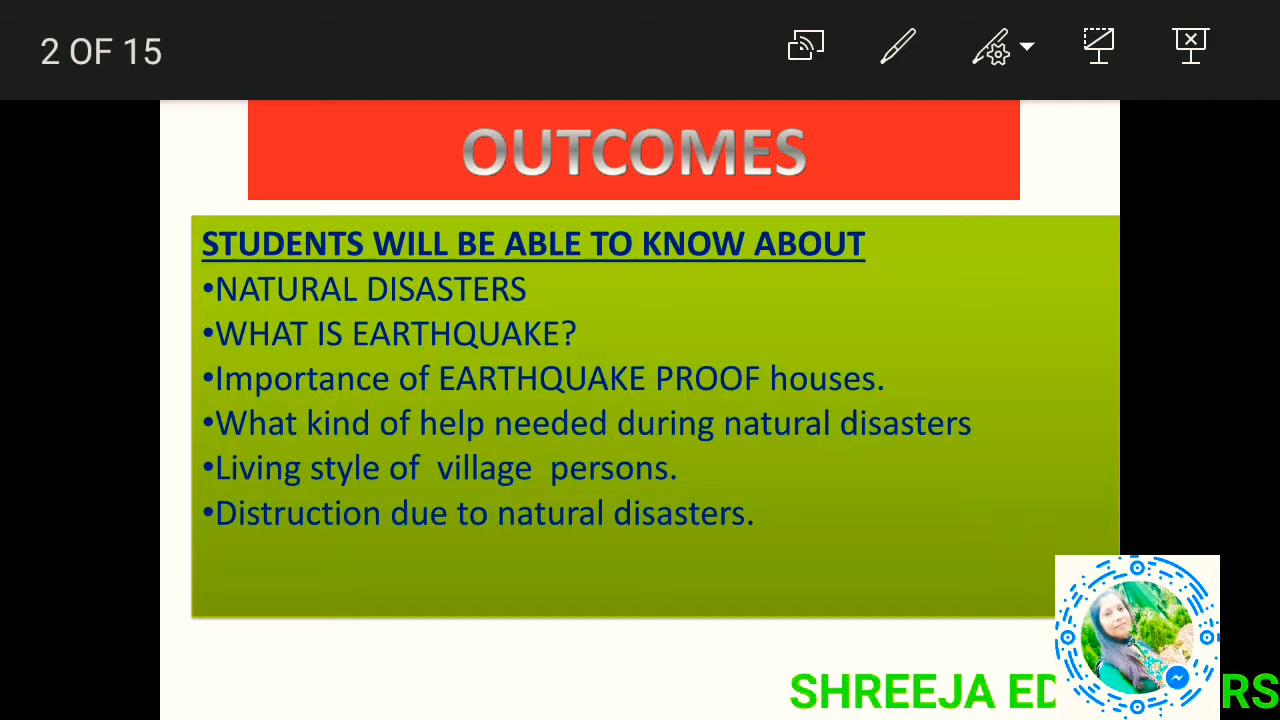 2 OF 15
OUTCOMES
STUDENTS WILL BE ABLE TO KNOW ABOUT
•NATURAL DISASTERS
•WHAT IS EARTHQUAKE?
•Importance of EARTHQUAKE PROOF houses.
•What kind of help needed during natural disasters
•Living style of village persons.
•Distruction due to natural disasters.
SHREEJA